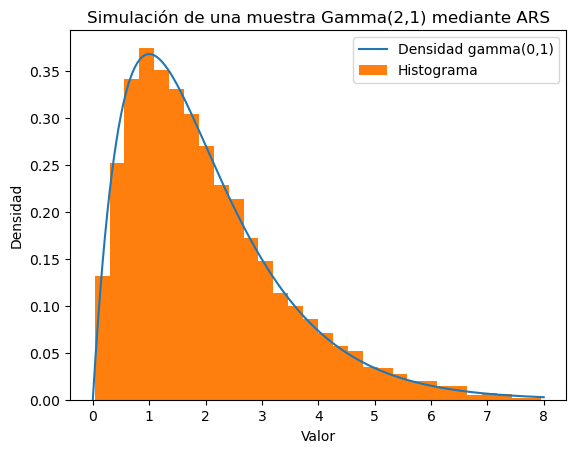 Simulación de una muestra Gamma(2,1) mediante ARS
Densidad gamma(0,1)
Histograma
Densidad
0.35
0.30
0.25
0.20
0.15
0.10
0.05
0.00
0 1 2 3 4 5 6 7 8
Valor